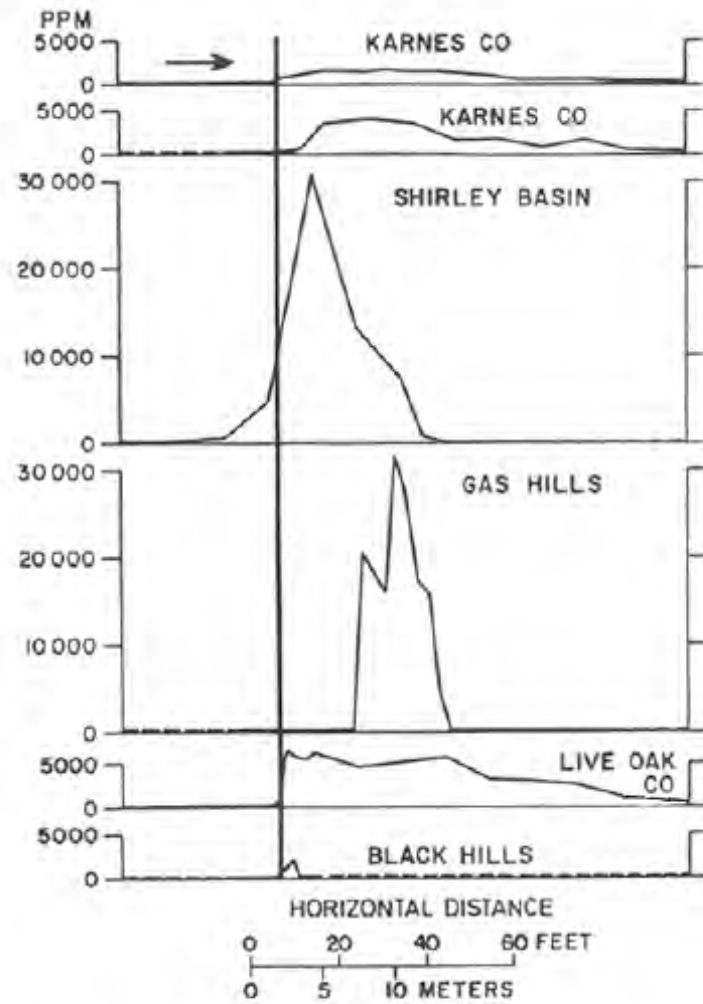 PPM
5000
0
KARNES CO
5000
0
KARNES CO
30 000
20 000
10 000
0
SHIRLEY BASIN
30 000
20 000
10 000
0
GAS HILLS
5000
0
LIVE OAK
CO
5000
0
BLACK HILLS
HORIZONTAL DISTANCE
0 20 40 60 FEET
0 5 10 METERS